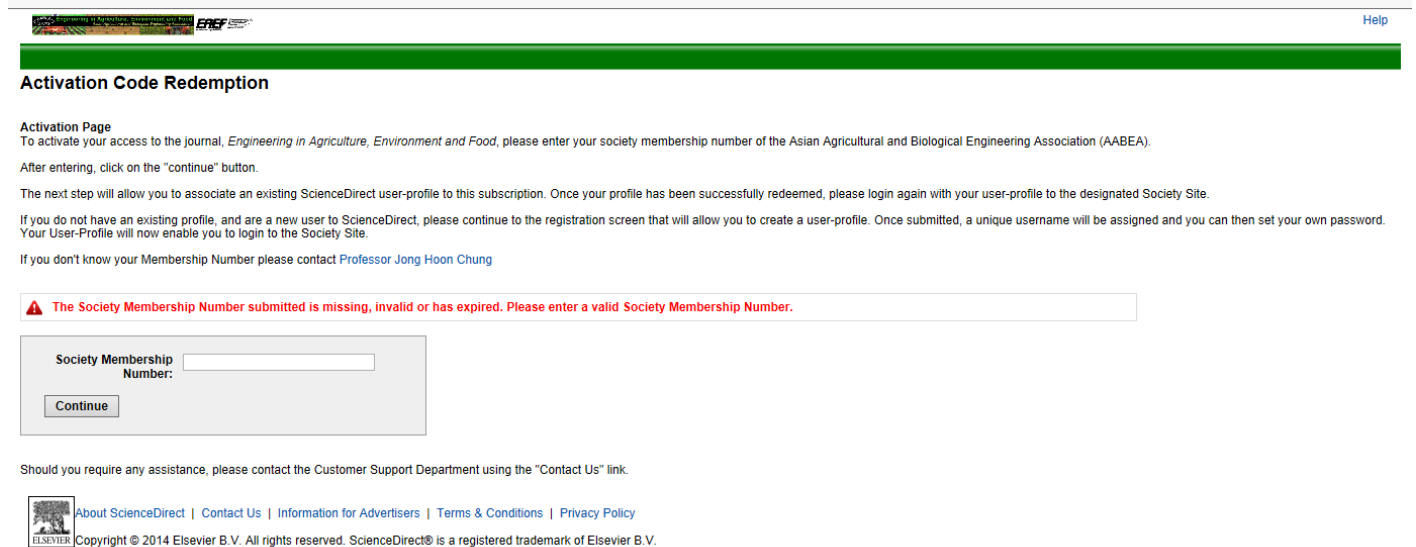 Engineering in Agriculture, Environment and Food
EAEF
Help
Activation Code Redemption
Activation Page
To activate your access to the journal, Engineering in Agriculture, Environment and Food, please enter your society membership number of the Asian Agricultural and Biological Engineering Association (AABEA).
After entering, click on the "continue" button.
The next step will allow you to associate an existing ScienceDirect user-profile to this subscription. Once your profile has been successfully redeemed, please login again with your user-profile to the designated Society Site.
If you do not have an existing profile, and are a new user to ScienceDirect, please continue to the registration screen that will allow you to create a user-profile. Once submitted, a unique username will be assigned and you can then set your own password.
Your User-Profile will now enable you to login to the Society Site.
If you don't know your Membership Number please contact Professor Jong Hoon Chung
The Society Membership Number submitted is missing, invalid or has expired. Please enter a valid Society Membership Number.
Society Membership
Number:
Continue
Should you require any assistance, please contact the Customer Support Department using the "Contact Us" link.
About ScienceDirect | Contact Us | Information for Advertisers | Terms & Conditions | Privacy Policy
ELSEVIER Copyright © 2014 Elsevier B.V. All rights reserved. ScienceDirect® is a registered trademark of Elsevier B.V.